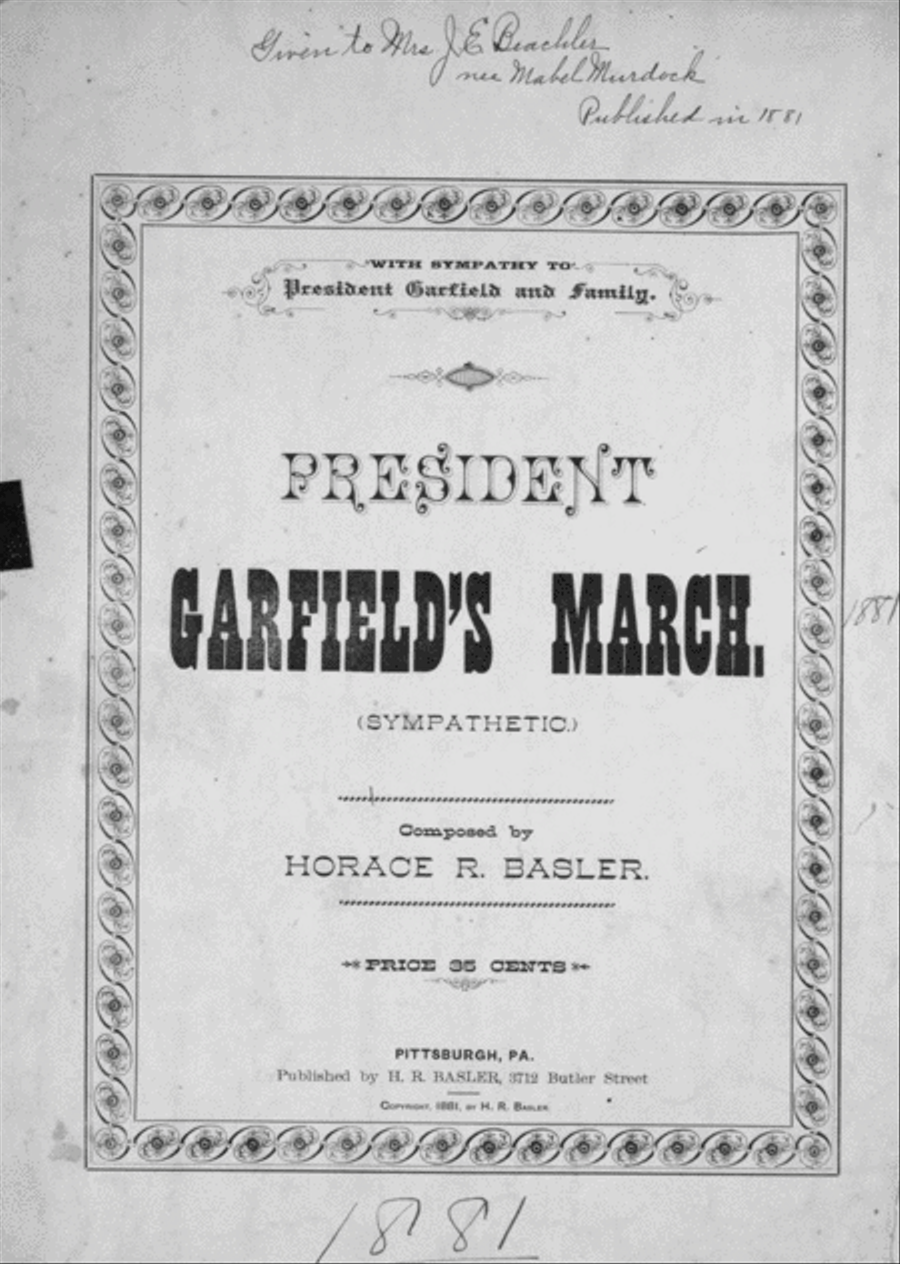 Given to Mrs J. E. Beachler
nee Mabel Murdock
Published in 1881
"WITH SYMPATHY TO"
President Garfield and Family.
PRESIDENT
GARFIELD'S MARCH.
(SYMPATHETIC.)
1881
Composed by
HORACE R. BASLER.
PRICE 35 CENTS
PITTSBURGH, PA.
Published by H. R. BASLER, 3712 Butler Street
COPYRIGHT, 1881, BY H. R. BASLER.
1881